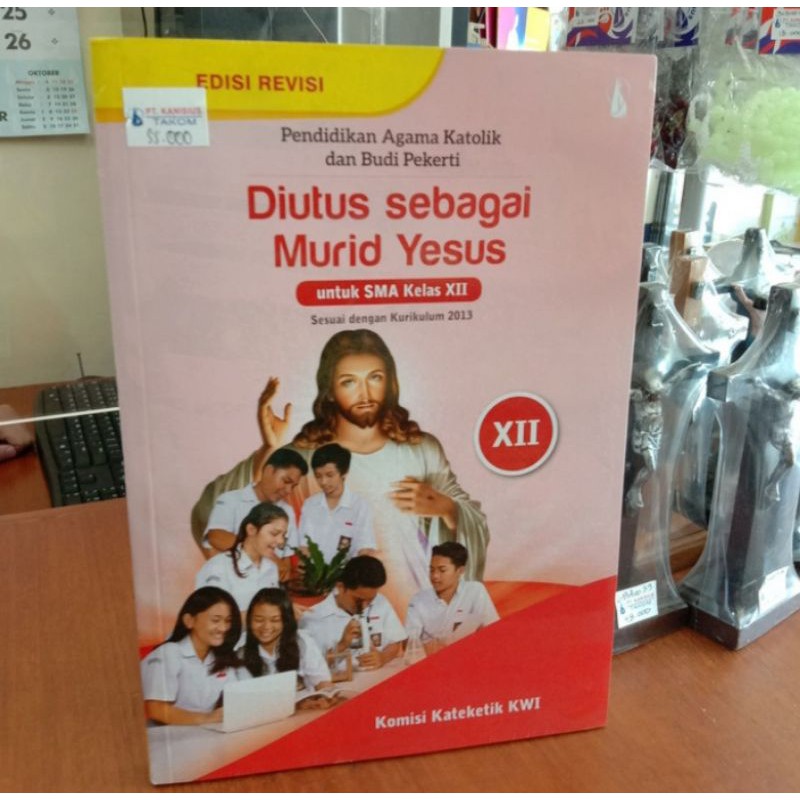 25
26
OKTOBER
EDISI REVISI
PT. KANISIUS
TAKOM
55.000
Pendidikan Agama Katolik
dan Budi Pekerti
Diutus sebagai
Murid Yesus
untuk SMA Kelas XII
Sesuai dengan Kurikulum 2013
XII
Komisi Kateketik KWI